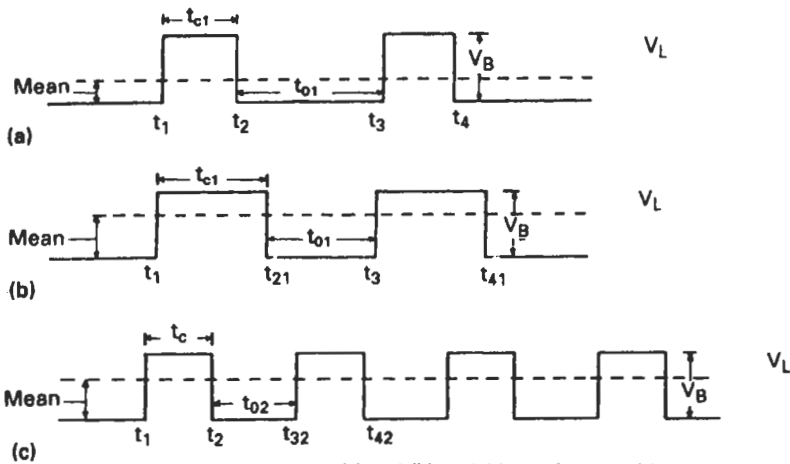 t_c1
V_L
V_B
Mean
t_o1
t_1 t_2 t_3 t_4
(a)
t_c1
V_L
V_B
t_o1
Mean
t_1 t_21 t_3 t_41
(b)
t_c
V_L
V_B
Mean
t_o2
t_1 t_2 t_32 t_42
(c)